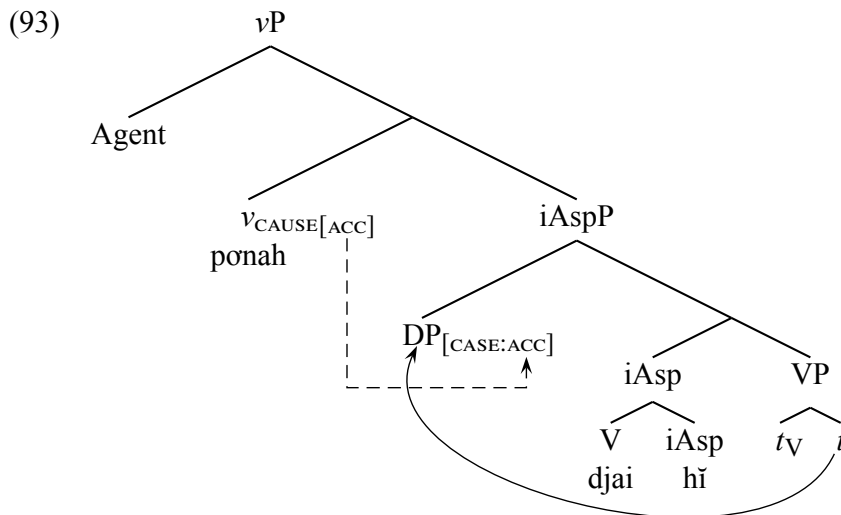 (93) vP
Agent
vCAUSE[ACC] iAspP
pơnah
DP[CASE:ACC]
iAsp VP
V iAsp tV t
djai hĭ